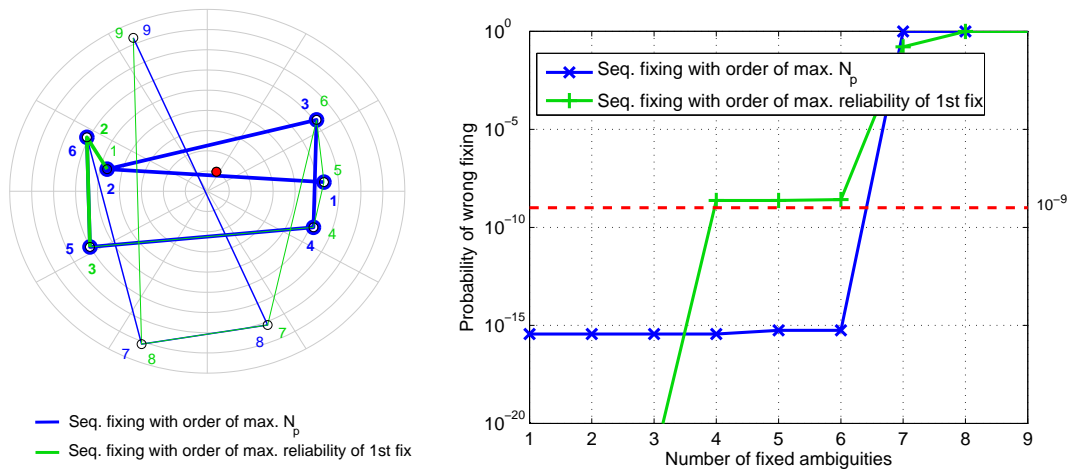 9 9
3 6
2
6 1
2
5
1
5
3
4 4
7 8
8 7
Seq. fixing with order of max. N_p
Seq. fixing with order of max. reliability of 1st fix
Probability of wrong fixing
10^0
10^−5
10^−10
10^−15
10^−20
Seq. fixing with order of max. N_p
Seq. fixing with order of max. reliability of 1st fix
10^−9
1 2 3 4 5 6 7 8 9
Number of fixed ambiguities